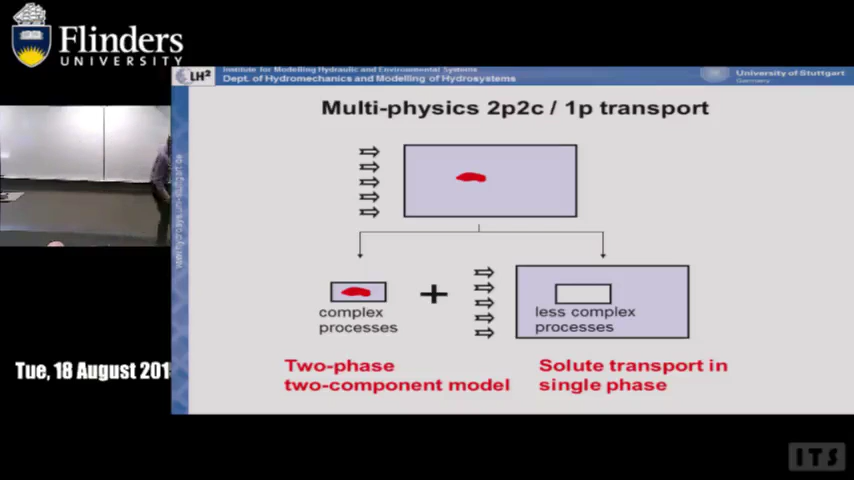 Flinders
UNIVERSITY
LH²
Institute for Modelling Hydraulic and Environmental Systems
Dept. of Hydromechanics and Modelling of Hydrosystems
University of Stuttgart
Germany
Multi-physics 2p2c / 1p transport
complex
processes
+
less complex
processes
Two-phase
two-component model
Solute transport in
single phase
Tue, 18 August 201
ITS